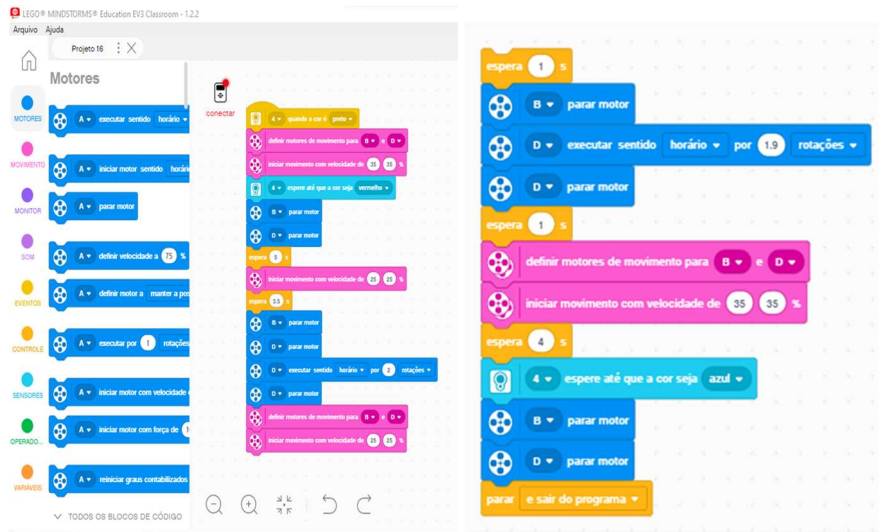 LEGO® MINDSTORMS® Education EV3 Classroom - 1.2.2
Arquivo Ajuda
Projeto 16
Motores
MOTORES
MOVIMENTO
MONITOR
SOM
EVENTOS
CONTROLE
SENSORES
OPERADO...
VARIÁVEIS
A executar sentido horário
A iniciar motor sentido horári
A parar motor
A definir velocidade a 75 %
A definir motor a manter a pos
A executar por 1 rotações
A iniciar motor com velocidade
A iniciar motor com força de 1
A reiniciar graus contabilizados
TODOS OS BLOCOS DE CÓDIGO
conectar
4 quando a cor é preto
definir motores de movimento para B e D
iniciar movimento com velocidade de 35 35 %
4 espere até que a cor seja vermelho
B parar motor
D parar motor
espera 5 s
iniciar movimento com velocidade de 25 25 %
espera 3.5 s
B parar motor
D parar motor
D executar sentido horário por 2 rotações
D parar motor
definir motores de movimento para B e D
iniciar movimento com velocidade de 25 25 %
espera 1 s
B parar motor
D executar sentido horário por 1.9 rotações
D parar motor
espera 1 s
definir motores de movimento para B e D
iniciar movimento com velocidade de 35 35 %
espera 4 s
4 espere até que a cor seja azul
B parar motor
D parar motor
parar e sair do programa